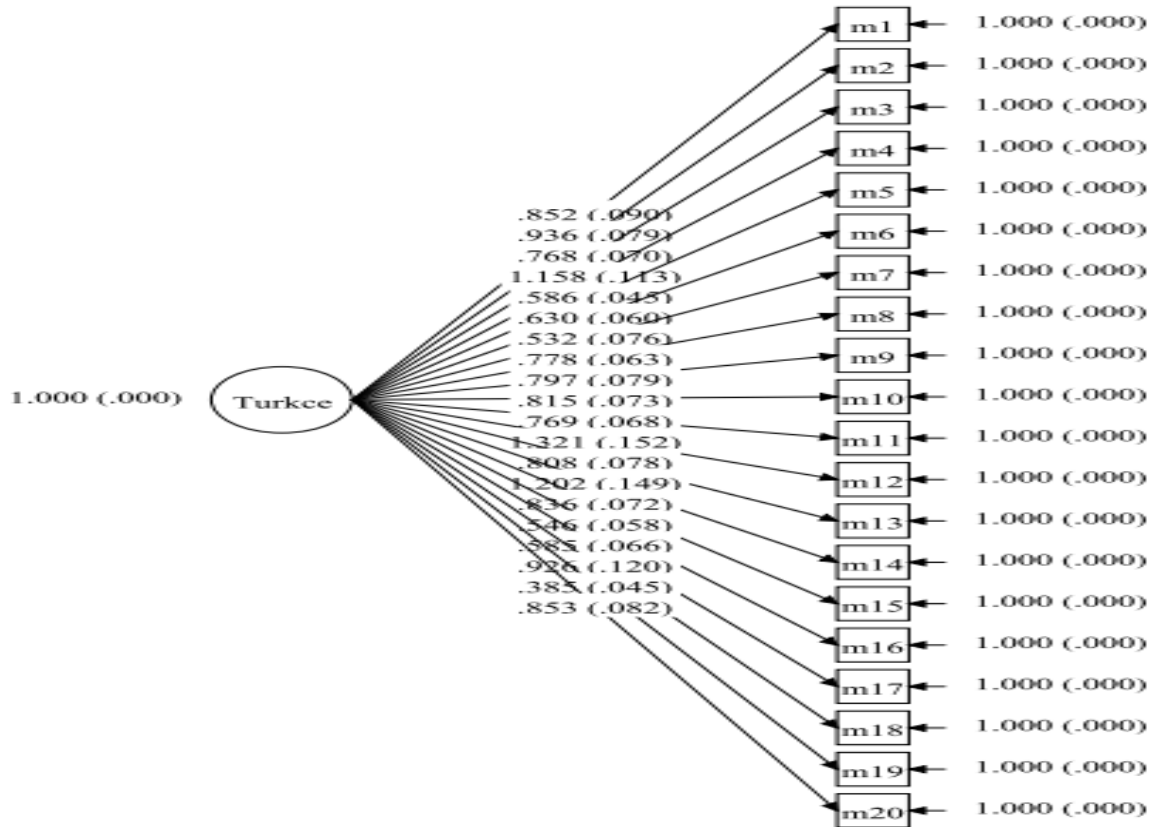 m1 1.000 (.000)
m2 1.000 (.000)
m3 1.000 (.000)
m4 1.000 (.000)
m5 1.000 (.000)
.852 (.090)
m6 1.000 (.000)
.936 (.079)
.768 (.070)
m7 1.000 (.000)
1.158 (.113)
.586 (.045)
m8 1.000 (.000)
.630 (.060)
.532 (.076)
m9 1.000 (.000)
.778 (.063)
.797 (.079)
m10 1.000 (.000)
1.000 (.000) Turkce
.815 (.073)
.769 (.068)
m11 1.000 (.000)
1.321 (.152)
.808 (.078)
m12 1.000 (.000)
1.202 (.149)
.836 (.072)
m13 1.000 (.000)
.546 (.058)
.585 (.066)
m14 1.000 (.000)
.926 (.120)
.385 (.045)
m15 1.000 (.000)
.853 (.082)
m16 1.000 (.000)
m17 1.000 (.000)
m18 1.000 (.000)
m19 1.000 (.000)
m20 1.000 (.000)